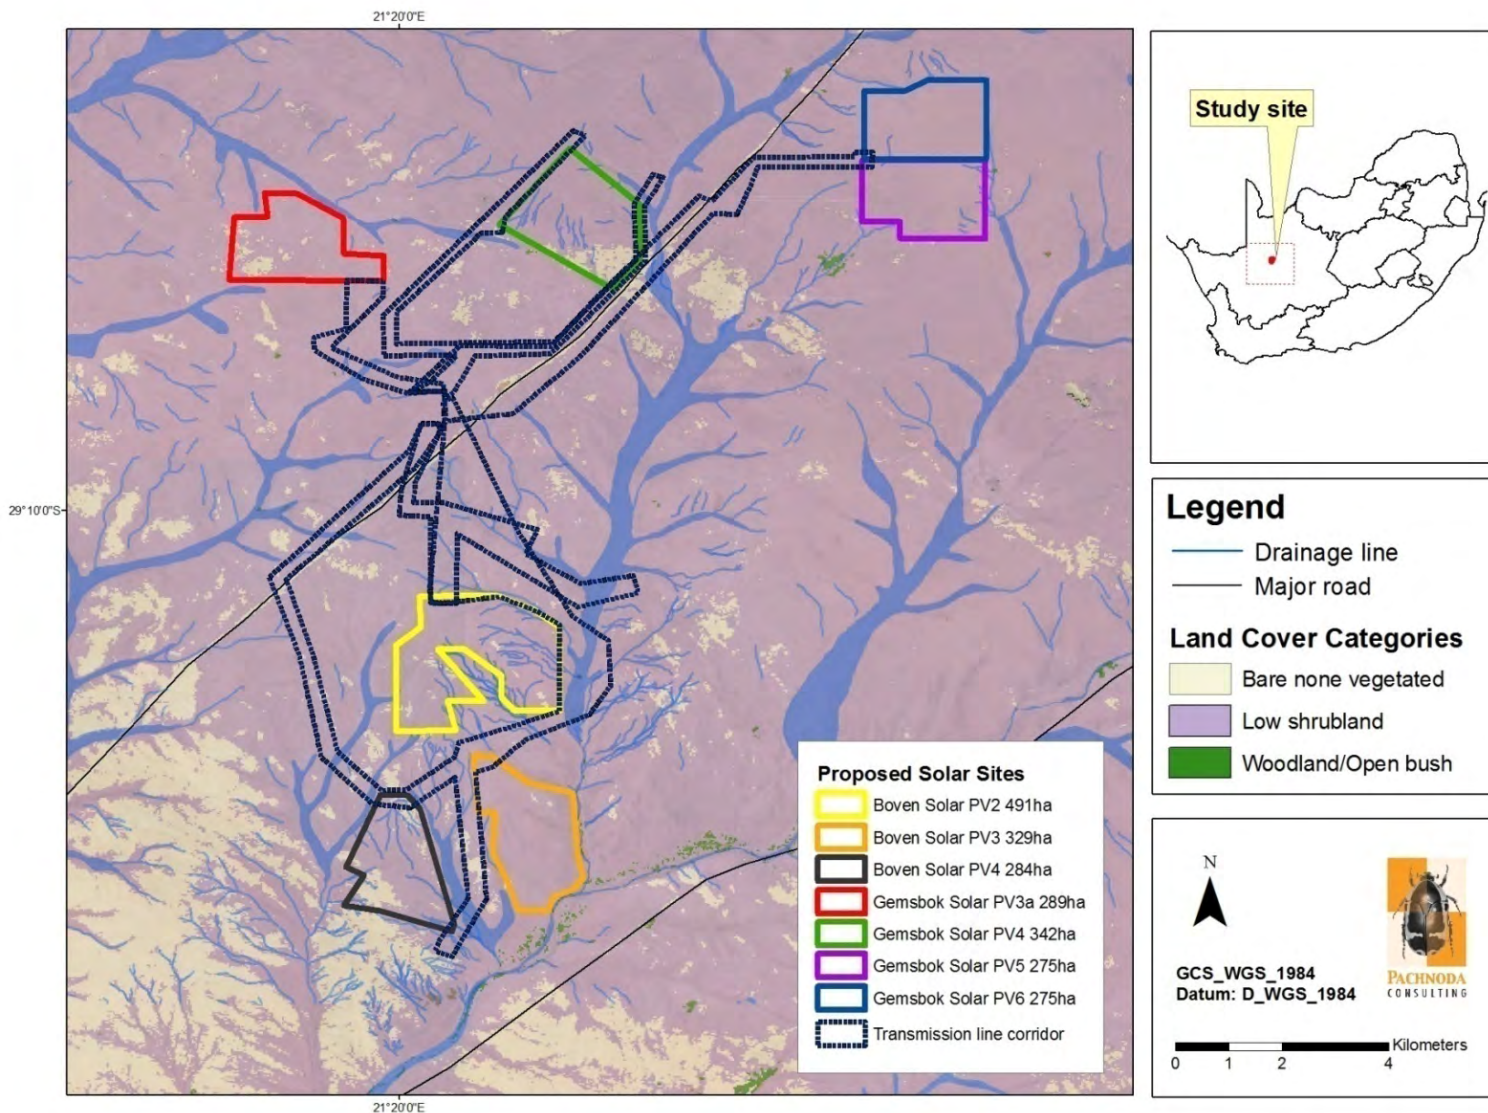 21°20'0"E
29°10'0"S
21°20'0"E
Proposed Solar Sites
Boven Solar PV2 491ha
Boven Solar PV3 329ha
Boven Solar PV4 284ha
Gemsbok Solar PV3a 289ha
Gemsbok Solar PV4 342ha
Gemsbok Solar PV5 275ha
Gemsbok Solar PV6 275ha
Transmission line corridor
Study site
Legend
Drainage line
Major road
Land Cover Categories
Bare none vegetated
Low shrubland
Woodland/Open bush
N
GCS_WGS_1984
Datum: D_WGS_1984
PACHNODA
CONSULTING
Kilometers
0 1 2 4